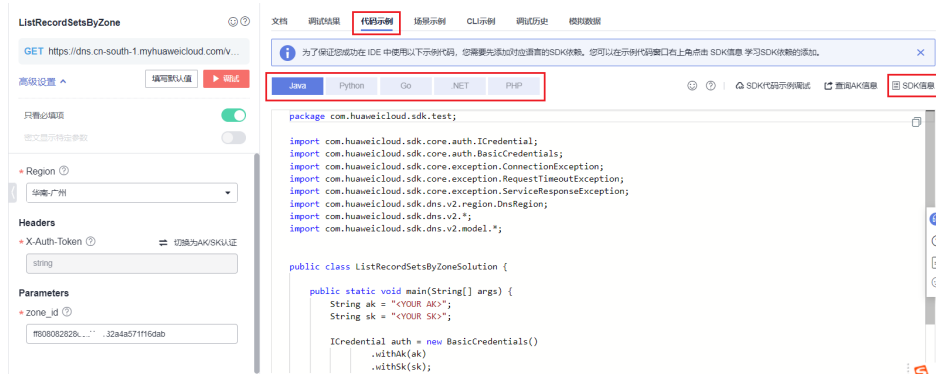 ListRecordSetsByZone
GET https://dns.cn-south-1.myhuaweicloud.com/v...
高级设置
填写默认值
调试
只看必填项
密文显示特定参数
* Region
华南-广州
Headers
* X-Auth-Token
切换为AK/SK认证
string
Parameters
* zone_id
文档 调试结果 代码示例 场景示例 CLI示例 调试历史 模拟数据
为了保证您成功在 IDE 中使用以下示例代码，您需要先添加对应语言的SDK依赖。您可以在示例代码窗口右上角点击 SDK信息 学习SDK依赖的添加。
Java Python Go .NET PHP
SDK代码示例调试 查询AK信息 SDK信息
package com.huaweicloud.sdk.test;
import com.huaweicloud.sdk.core.auth.ICredential;
import com.huaweicloud.sdk.core.auth.BasicCredentials;
import com.huaweicloud.sdk.core.exception.ConnectionException;
import com.huaweicloud.sdk.core.exception.RequestTimeoutException;
import com.huaweicloud.sdk.core.exception.ServiceResponseException;
import com.huaweicloud.sdk.dns.v2.region.DnsRegion;
import com.huaweicloud.sdk.dns.v2.*;
import com.huaweicloud.sdk.dns.v2.model.*;
public class ListRecordSetsByZoneSolution {
public static void main(String[] args) {
String ak = "<YOUR AK>";
String sk = "<YOUR SK>";
ICredential auth = new BasicCredentials()
.withAk(ak)
.withSk(sk);